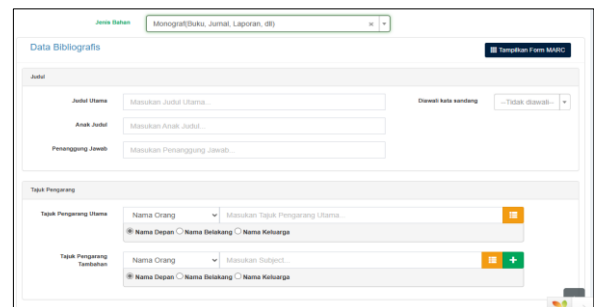 Jenis Bahan Monograf(Buku, Jurnal, Laporan, dll)
Data Bibliografis Tampilkan Form MARC
Judul
Judul Utama Masukan Judul Utama... Diawali kata sandang --Tidak diawali--
Anak Judul Masukan Anak Judul...
Penanggung Jawab Masukan Penanggung Jawab...
Tajuk Pengarang
Tajuk Pengarang Utama Nama Orang Masukan Tajuk Pengarang Utama...
Nama Depan Nama Belakang Nama Keluarga
Tajuk Pengarang
Tambahan Nama Orang Masukan Subject...
Nama Depan Nama Belakang Nama Keluarga